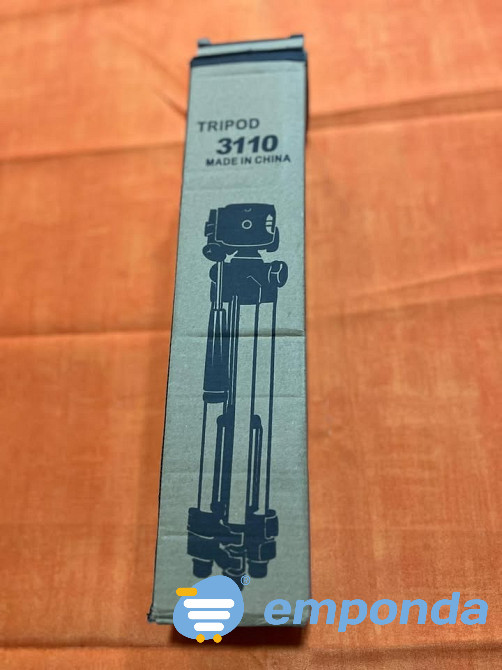 TRIPOD
3110
MADE IN CHINA
® emponda